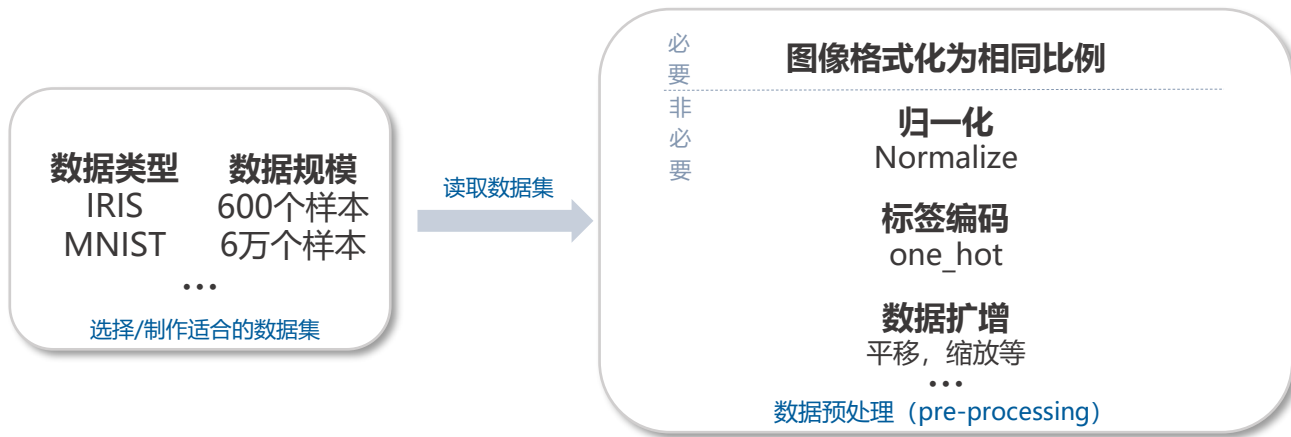 数据类型 数据规模
IRIS 600个样本
MNIST 6万个样本
•••
选择/制作适合的数据集
读取数据集
必要
图像格式化为相同比例
非必要
归一化
Normalize
标签编码
one_hot
数据扩增
平移，缩放等
•••
数据预处理（pre-processing）